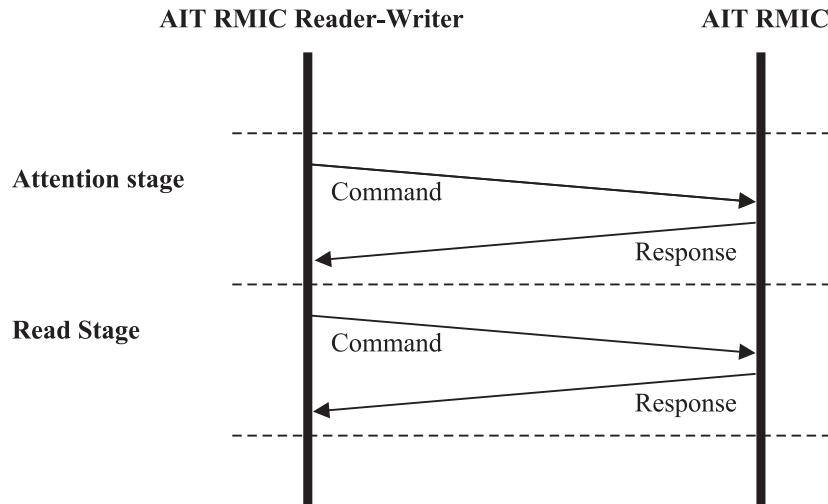 AIT RMIC Reader-Writer
AIT RMIC
Attention stage
Command
Response
Read Stage
Command
Response